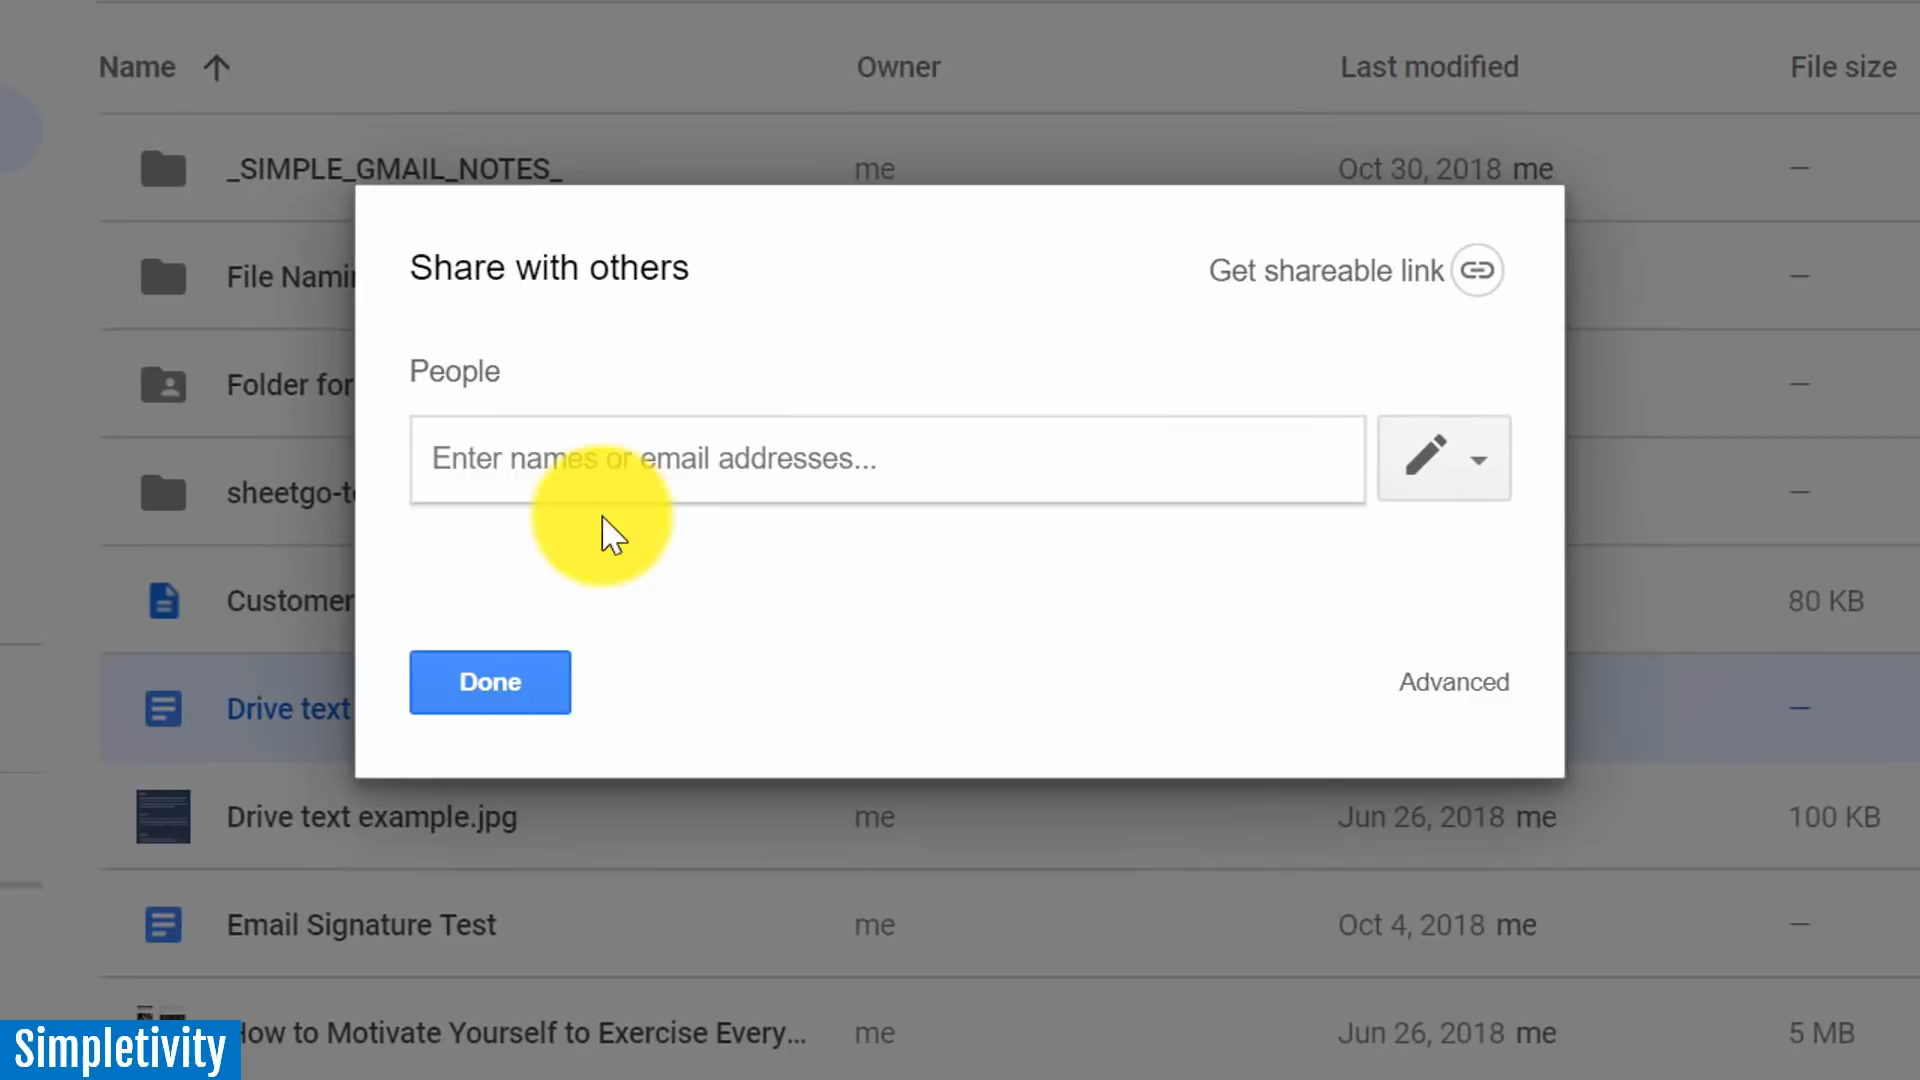 Name Owner Last modified File size
_SIMPLE_GMAIL_NOTES_ me Oct 30, 2018 me —
File Namin —
Folder for —
sheetgo-te —
Share with others Get shareable link
People
Enter names or email addresses...
Done Advanced
Customer 80 KB
Drive text —
Drive text example.jpg me Jun 26, 2018 me 100 KB
Email Signature Test me Oct 4, 2018 me —
How to Motivate Yourself to Exercise Every... me Jun 26, 2018 me 5 MB
Simpletivity